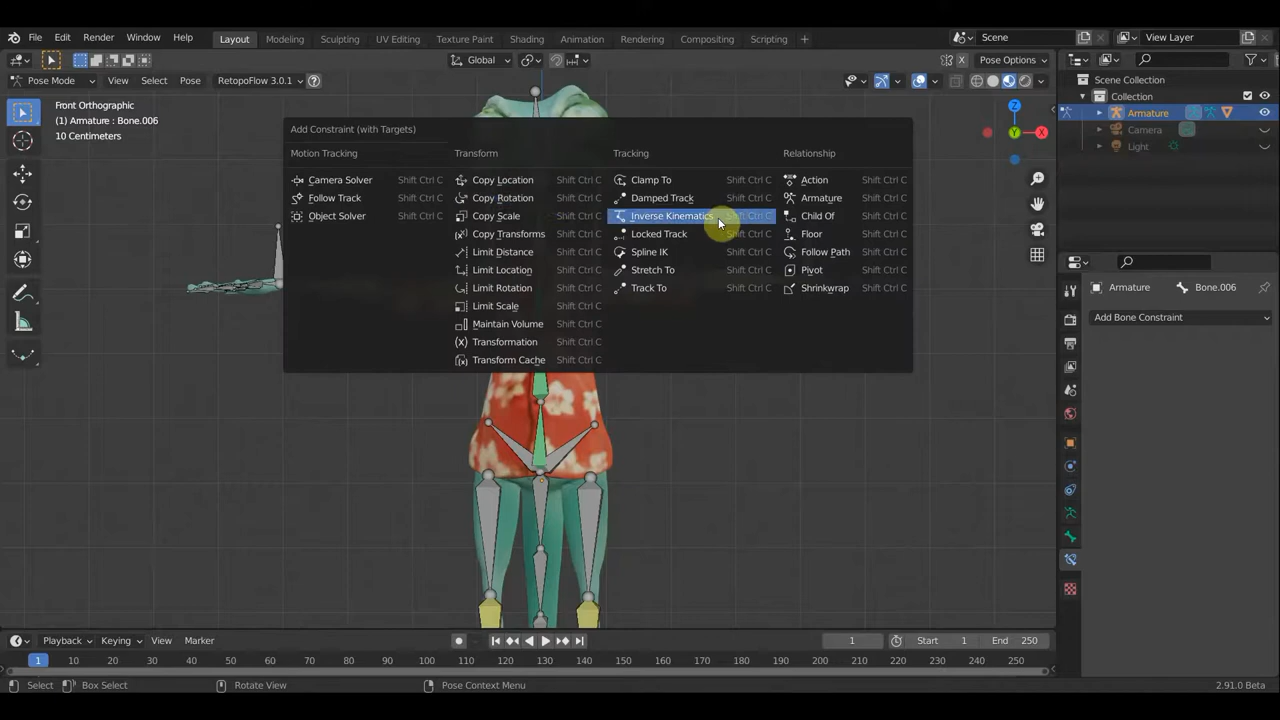 File Edit Render Window Help
Layout Modeling Sculpting UV Editing Texture Paint Shading Animation Rendering Compositing Scripting +
Scene View Layer
Global X Pose Options
Pose Mode View Select Pose RetopoFlow 3.0.1 ?
Front Orthographic
(1) Armature : Bone.006
10 Centimeters
Z
Y X
Add Constraint (with Targets)
Motion Tracking Transform Tracking Relationship
Camera Solver Shift Ctrl C Copy Location Shift Ctrl C Clamp To Shift Ctrl C Action Shift Ctrl C
Follow Track Shift Ctrl C Copy Rotation Shift Ctrl C Damped Track Shift Ctrl C Armature Shift Ctrl C
Object Solver Shift Ctrl C Copy Scale Shift Ctrl C Inverse Kinematics Shift Ctrl C Child Of Shift Ctrl C
Copy Transforms Shift Ctrl C Locked Track Shift Ctrl C Floor Shift Ctrl C
Limit Distance Shift Ctrl C Spline IK Shift Ctrl C Follow Path Shift Ctrl C
Limit Location Shift Ctrl C Stretch To Shift Ctrl C Pivot Shift Ctrl C
Limit Rotation Shift Ctrl C Track To Shift Ctrl C Shrinkwrap Shift Ctrl C
Limit Scale Shift Ctrl C
Maintain Volume Shift Ctrl C
Transformation Shift Ctrl C
Transform Cache Shift Ctrl C
Scene Collection
Collection
Armature
Camera
Light
Armature Bone.006
Add Bone Constraint
Playback Keying View Marker 1 Start 1 End 250
1 10 20 30 40 50 60 70 80 90 100 110 120 130 140 150 160 170 180 190 200 210 220 230 240 250
Select Box Select Rotate View Pose Context Menu 2.91.0 Beta